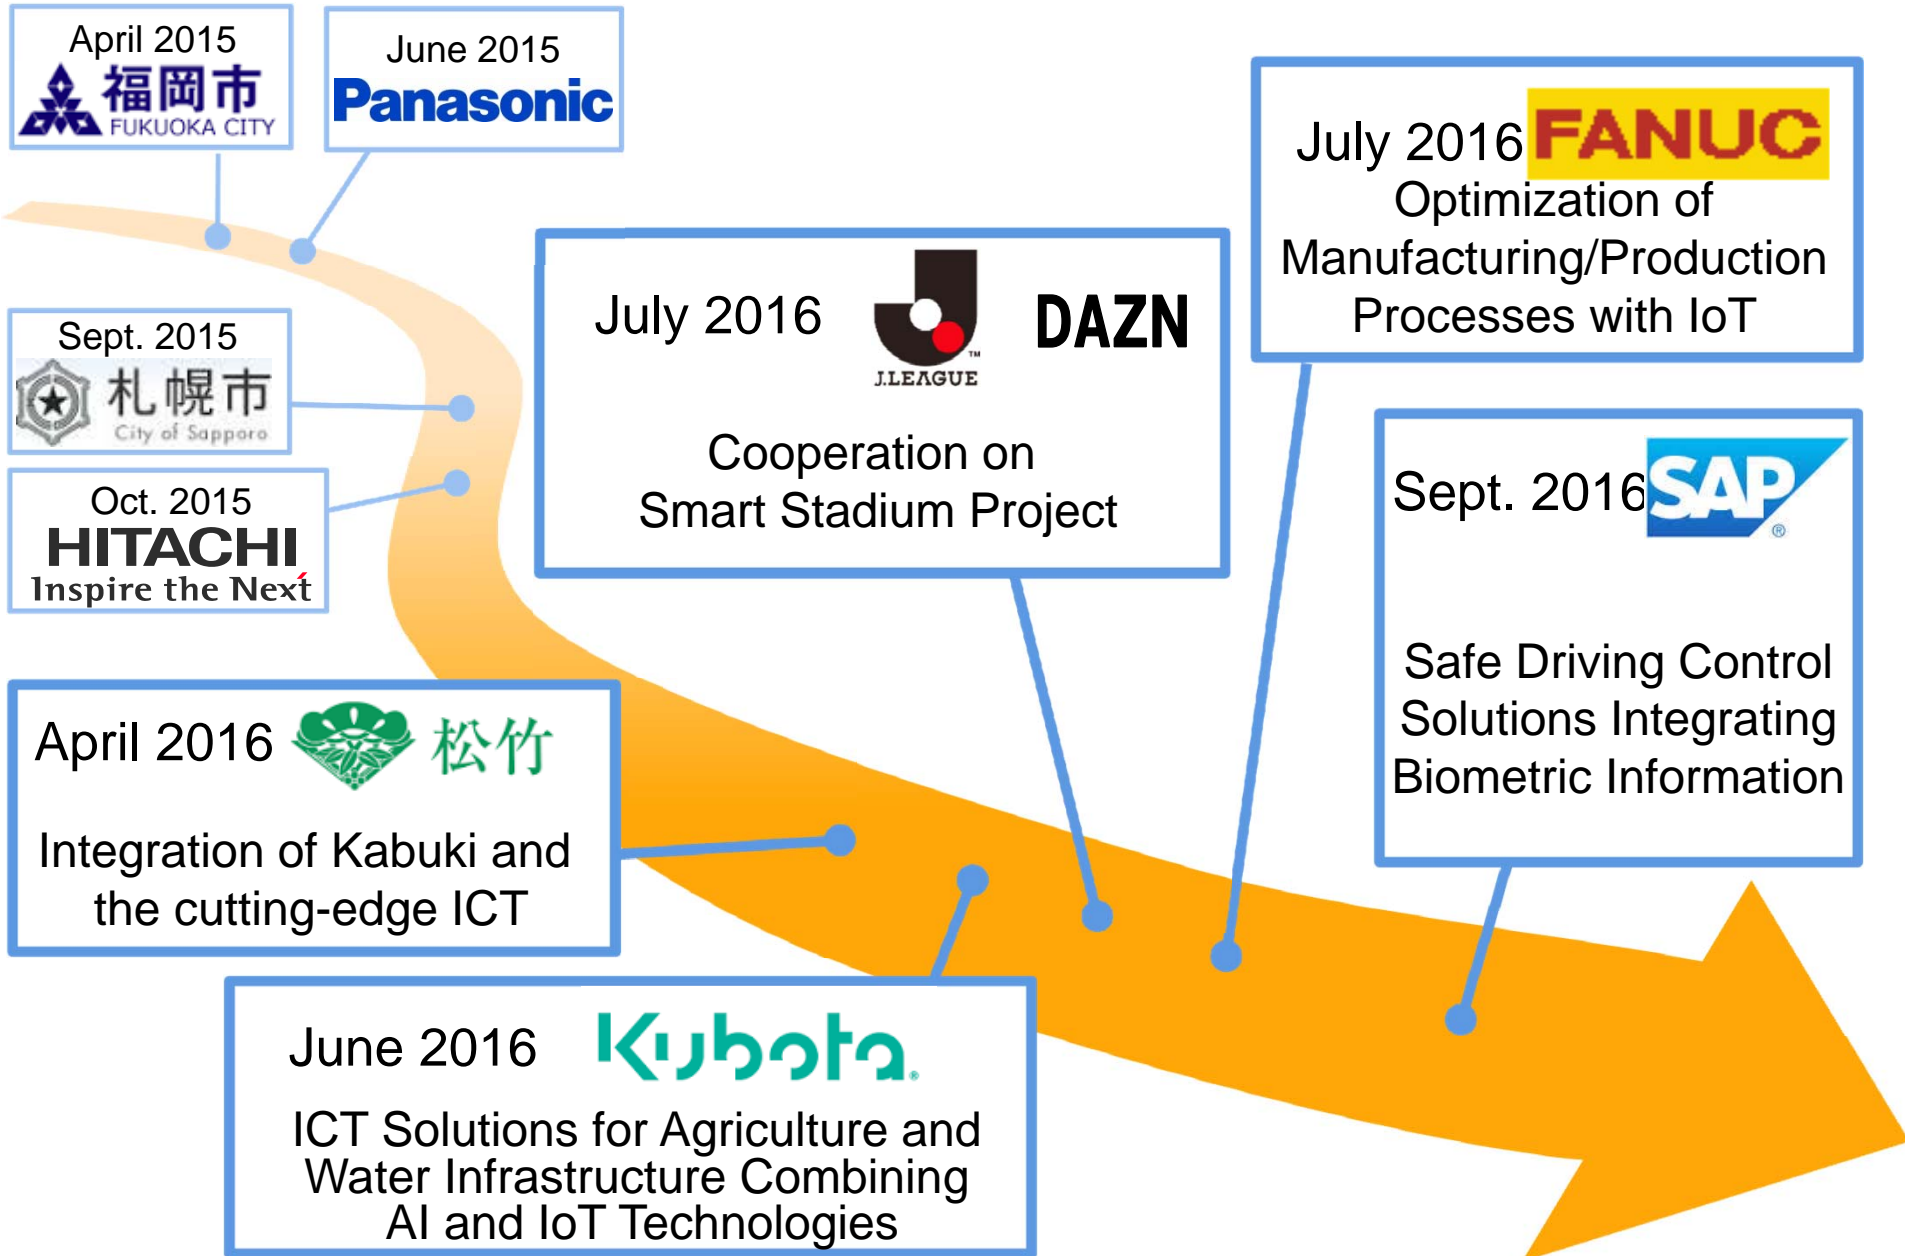 April 2015
福岡市
FUKUOKA CITY
June 2015
Panasonic
Sept. 2015
札幌市
City of Sapporo
Oct. 2015
HITACHI
Inspire the Next
April 2016 松竹
Integration of Kabuki and
the cutting-edge ICT
June 2016 Kubota
ICT Solutions for Agriculture and
Water Infrastructure Combining
AI and IoT Technologies
July 2016 J.LEAGUE™ DAZN
Cooperation on
Smart Stadium Project
July 2016 FANUC
Optimization of
Manufacturing/Production
Processes with IoT
Sept. 2016 SAP®
Safe Driving Control
Solutions Integrating
Biometric Information